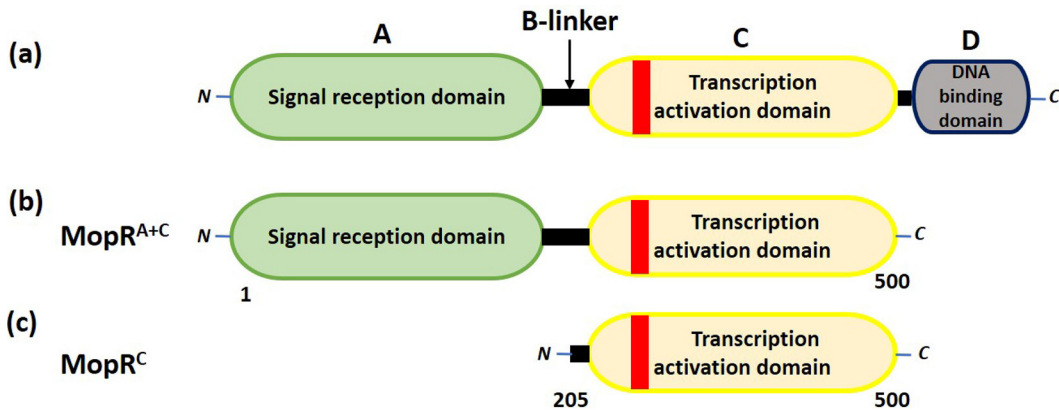 B-linker
A
C
D
(a)
N
Signal reception domain
Transcription
activation domain
DNA
binding
domain
C
(b)
MopR^A+C
N
Signal reception domain
Transcription
activation domain
C
1
500
(c)
MopR^C
N
Transcription
activation domain
C
205
500